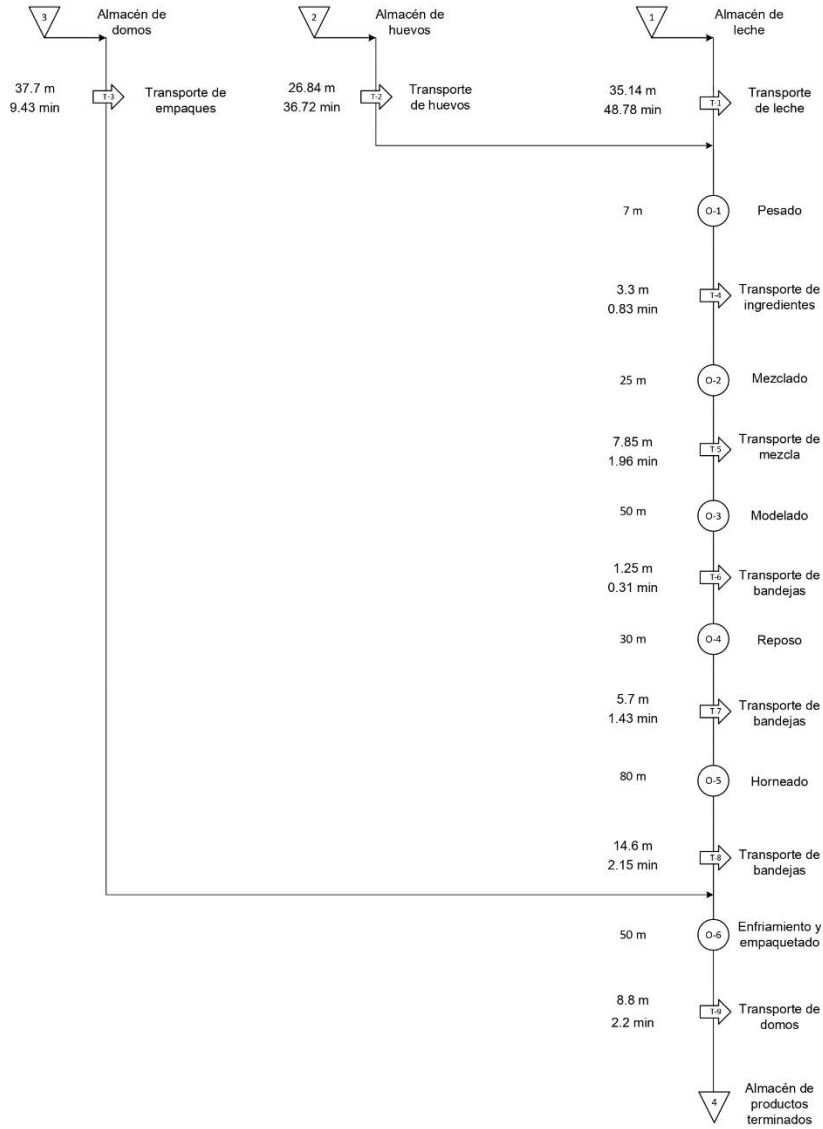 3
Almacén de
domos
2
Almacén de
huevos
1
Almacén de
leche
37.7 m
9.43 min
T-3
Transporte de
empaques
26.84 m
36.72 min
T-2
Transporte
de huevos
35.14 m
48.78 min
T-1
Transporte
de leche
7 m
O-1
Pesado
3.3 m
0.83 min
T-4
Transporte de
ingredientes
25 m
O-2
Mezclado
7.85 m
1.96 min
T-5
Transporte de
mezcla
50 m
O-3
Modelado
1.25 m
0.31 min
T-6
Transporte de
bandejas
30 m
O-4
Reposo
5.7 m
1.43 min
T-7
Transporte de
bandejas
80 m
O-5
Horneado
14.6 m
2.15 min
T-8
Transporte de
bandejas
50 m
O-6
Enfriamiento y
empaquetado
8.8 m
2.2 min
T-9
Transporte de
domos
4
Almacén de
productos
terminados